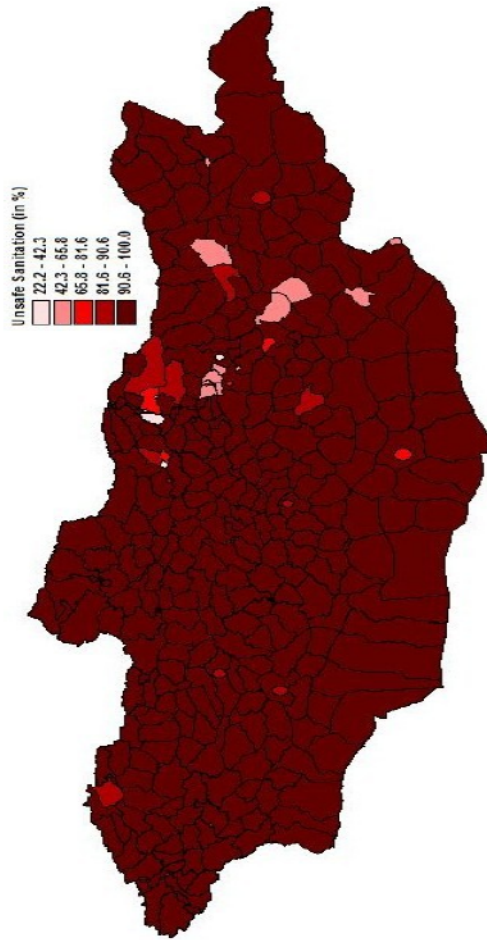 Unsafe Sanitation (in %)
22.2 - 42.3
42.3 - 65.8
65.8 - 81.6
81.6 - 90.6
90.6 - 100.0